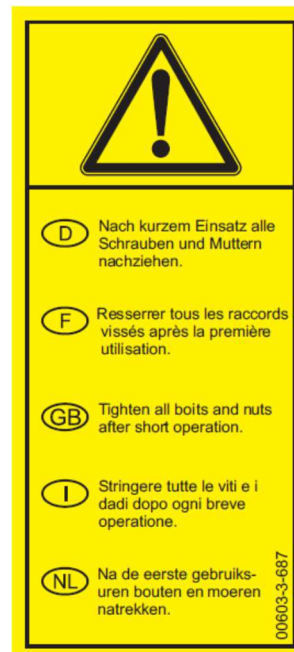 D
Nach kurzem Einsatz alle
Schrauben und Muttern
nachziehen.
F
Resserrer tous les raccords
vissés après la première
utilisation.
GB
Tighten all boits and nuts
after short operation.
I
Stringere tutte le viti e i
dadi dopo ogni breve
operatione.
NL
Na de eerste gebruiks-
uren bouten en moeren
natrekken.
00603-3-687